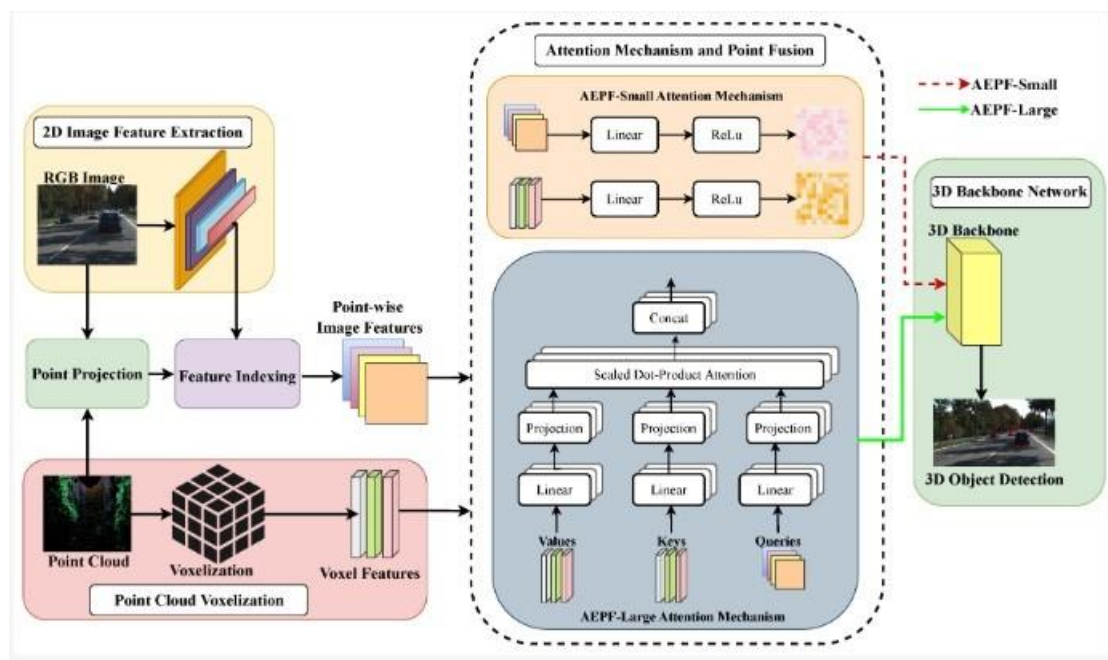 Attention Mechanism and Point Fusion
AEPF-Small Attention Mechanism
Linear
ReLu
Linear
ReLu
AEPF-Small
AEPF-Large
2D Image Feature Extraction
RGB Image
Point Projection
Feature Indexing
Point-wise
Image Features
Point Cloud
Voxelization
Voxel Features
Point Cloud Voxelization
Concat
Scaled Dot-Product Attention
Projection
Projection
Projection
Linear
Linear
Linear
Values
Keys
Queries
AEPF-Large Attention Mechanism
3D Backbone Network
3D Backbone
3D Object Detection